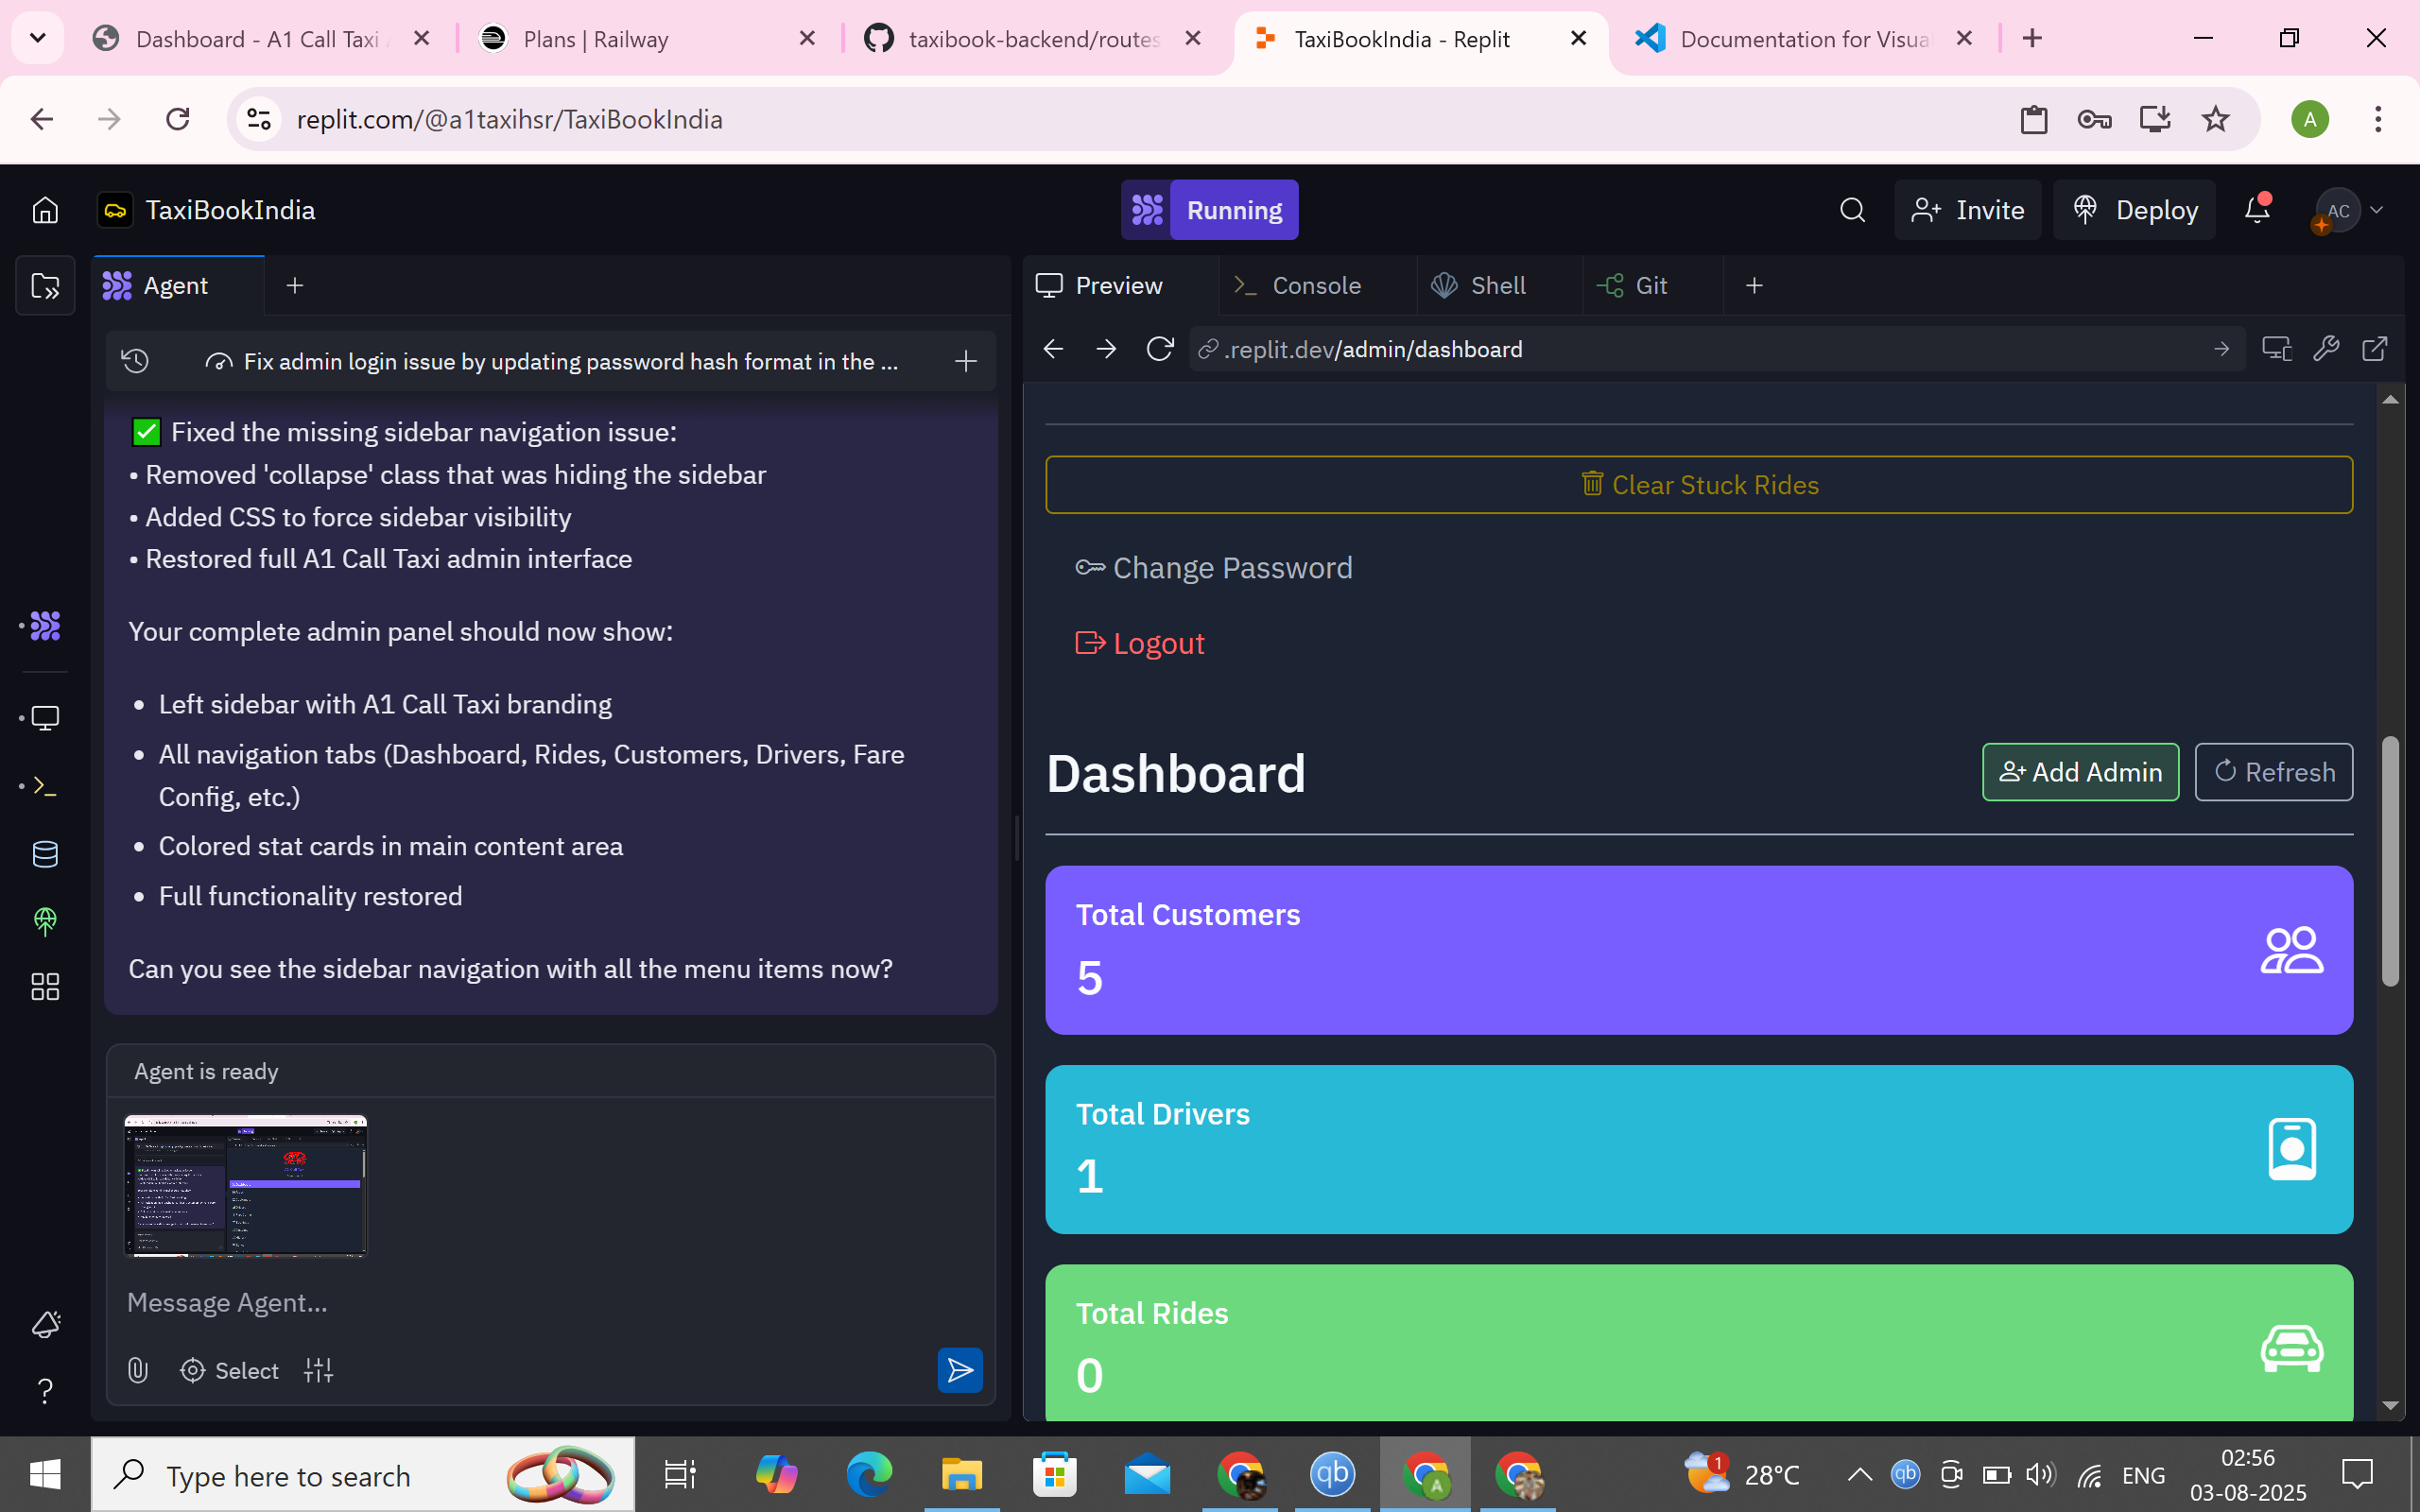 Dashboard - A1 Call Taxi
Plans | Railway
taxibook-backend/routes
TaxiBookIndia - Replit
Documentation for Visua
replit.com/@a1taxihsr/TaxiBookIndia
A
TaxiBookIndia
Running
Invite
Deploy
AC
Agent
Fix admin login issue by updating password hash format in the ...
✅ Fixed the missing sidebar navigation issue:
• Removed 'collapse' class that was hiding the sidebar
• Added CSS to force sidebar visibility
• Restored full A1 Call Taxi admin interface
Your complete admin panel should now show:
• Left sidebar with A1 Call Taxi branding
• All navigation tabs (Dashboard, Rides, Customers, Drivers, Fare
Config, etc.)
• Colored stat cards in main content area
• Full functionality restored
Can you see the sidebar navigation with all the menu items now?
Agent is ready
Message Agent...
Select
Preview
Console
Shell
Git
.replit.dev/admin/dashboard
Clear Stuck Rides
Change Password
Logout
Dashboard
Add Admin
Refresh
Total Customers
5
Total Drivers
1
Total Rides
0
Type here to search
qb
A
1
28°C
qb
ENG
02:56
03-08-2025